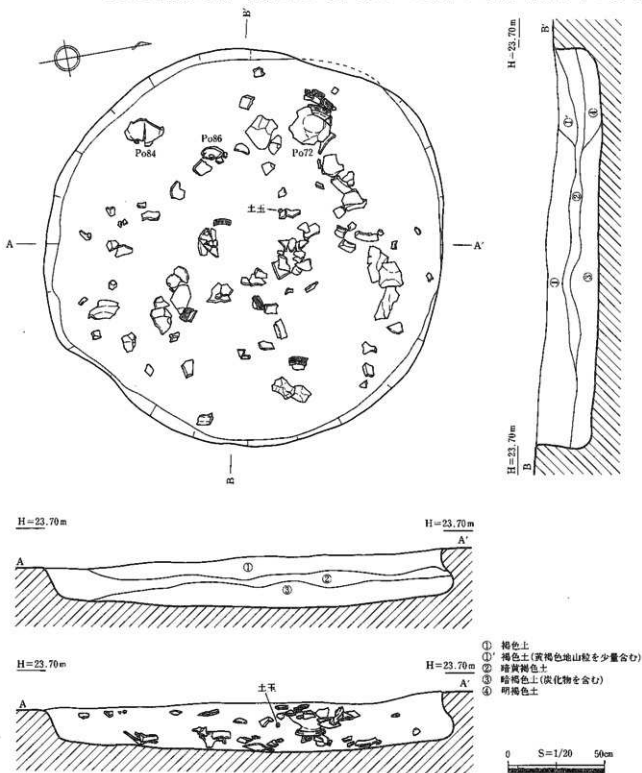 B'
Po84
Po86
Po72
土玉
A
A'
B
H=23.70m
B'
①'
④
②
①
③
H=23.70m
B
H=23.70m
H=23.70m
A
A'
①
②
③
H=23.70m
H=23.70m
A
A'
土玉
① 褐色土
①' 褐色土(黄褐色地山粒を少量含む)
② 暗黄褐色土
③ 暗褐色土(炭化物を含む)
④ 明褐色土
0 S=1/20 50cm